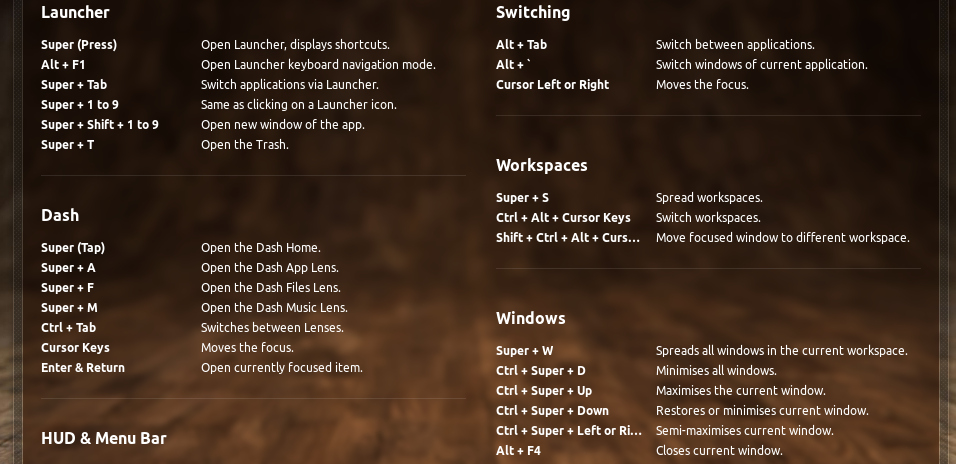 Launcher
Super (Press) Open Launcher, displays shortcuts.
Alt + F1 Open Launcher keyboard navigation mode.
Super + Tab Switch applications via Launcher.
Super + 1 to 9 Same as clicking on a Launcher icon.
Super + Shift + 1 to 9 Open new window of the app.
Super + T Open the Trash.
Dash
Super (Tap) Open the Dash Home.
Super + A Open the Dash App Lens.
Super + F Open the Dash Files Lens.
Super + M Open the Dash Music Lens.
Ctrl + Tab Switches between Lenses.
Cursor Keys Moves the focus.
Enter & Return Open currently focused item.
HUD & Menu Bar
Switching
Alt + Tab Switch between applications.
Alt + ` Switch windows of current application.
Cursor Left or Right Moves the focus.
Workspaces
Super + S Spread workspaces.
Ctrl + Alt + Cursor Keys Switch workspaces.
Shift + Ctrl + Alt + Curs... Move focused window to different workspace.
Windows
Super + W Spreads all windows in the current workspace.
Ctrl + Super + D Minimises all windows.
Ctrl + Super + Up Maximises the current window.
Ctrl + Super + Down Restores or minimises current window.
Ctrl + Super + Left or Ri... Semi-maximises current window.
Alt + F4 Closes current window.